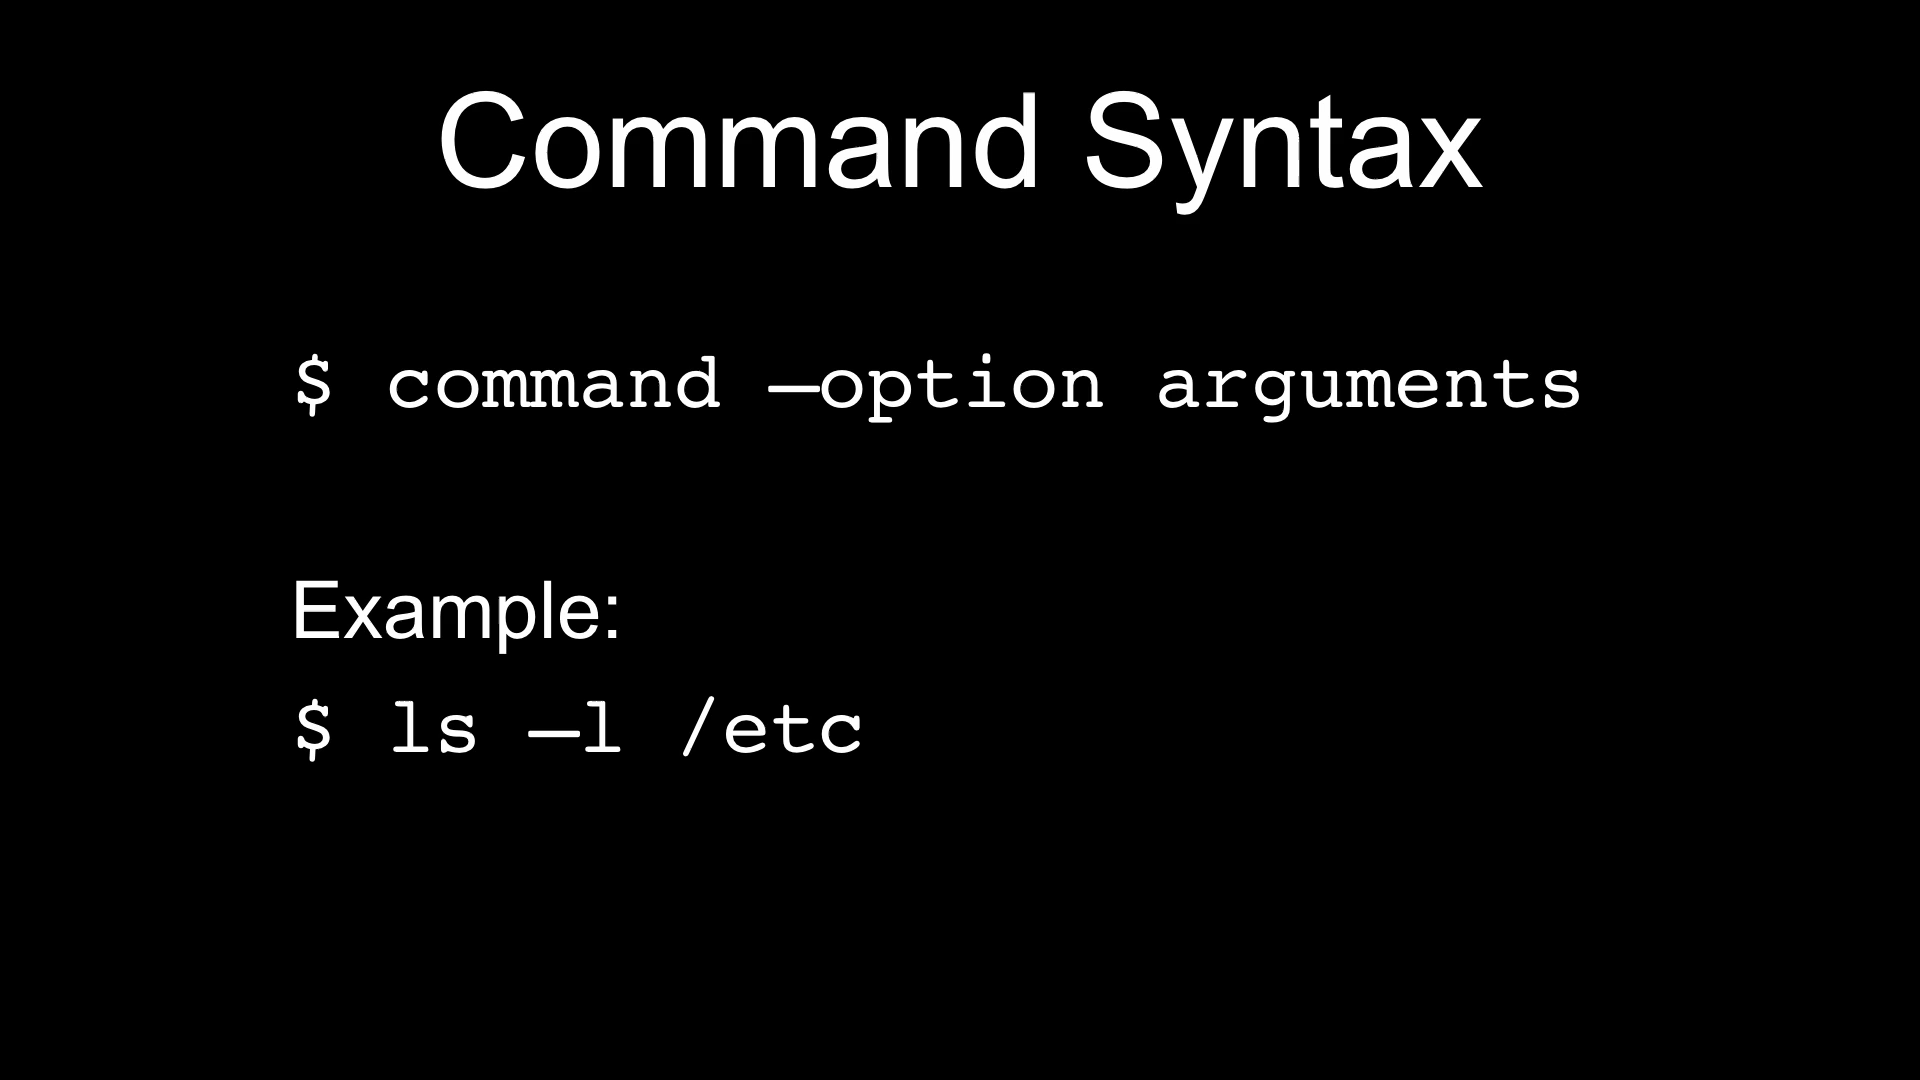 Command Syntax
$ command –option arguments
Example:
$ ls –l /etc